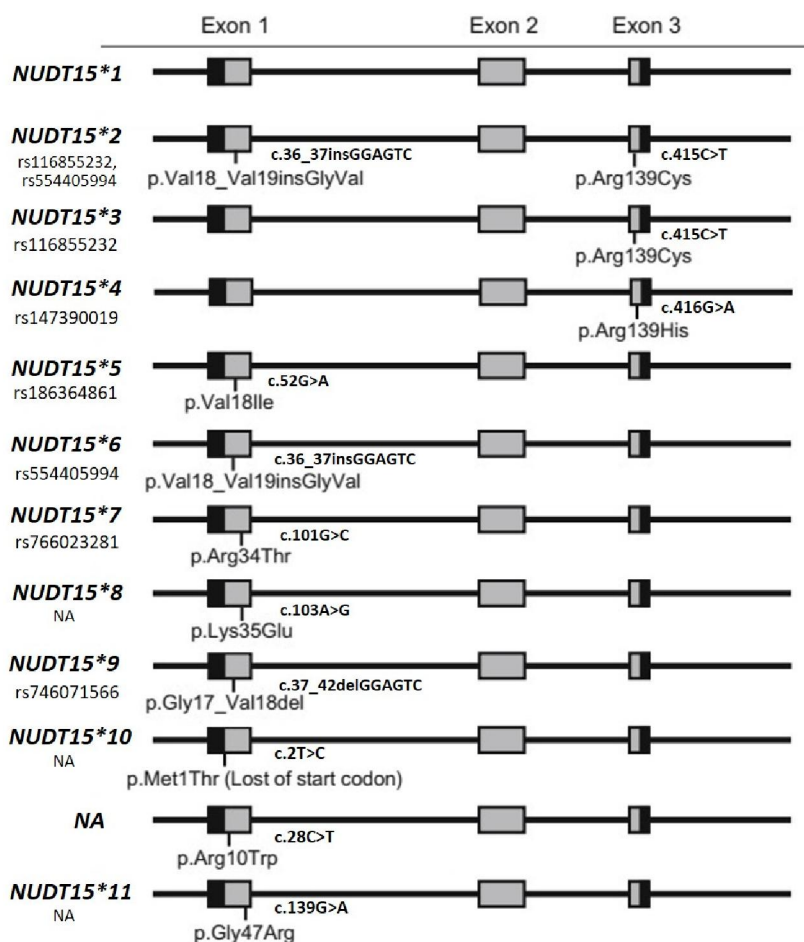 Exon 1 Exon 2 Exon 3
NUDT15*1
NUDT15*2
c.36_37insGGAGTC c.415C>T
rs116855232,
rs554405994
p.Val18_Val19insGlyVal p.Arg139Cys
NUDT15*3
c.415C>T
rs116855232
p.Arg139Cys
NUDT15*4
c.416G>A
rs147390019
p.Arg139His
NUDT15*5
c.52G>A
rs186364861
p.Val18Ile
NUDT15*6
c.36_37insGGAGTC
rs554405994
p.Val18_Val19insGlyVal
NUDT15*7
c.101G>C
rs766023281
p.Arg34Thr
NUDT15*8
c.103A>G
NA
p.Lys35Glu
NUDT15*9
c.37_42delGGAGTC
rs746071566
p.Gly17_Val18del
NUDT15*10
c.2T>C
NA
p.Met1Thr (Lost of start codon)
NA
c.28C>T
p.Arg10Trp
NUDT15*11
c.139G>A
NA
p.Gly47Arg